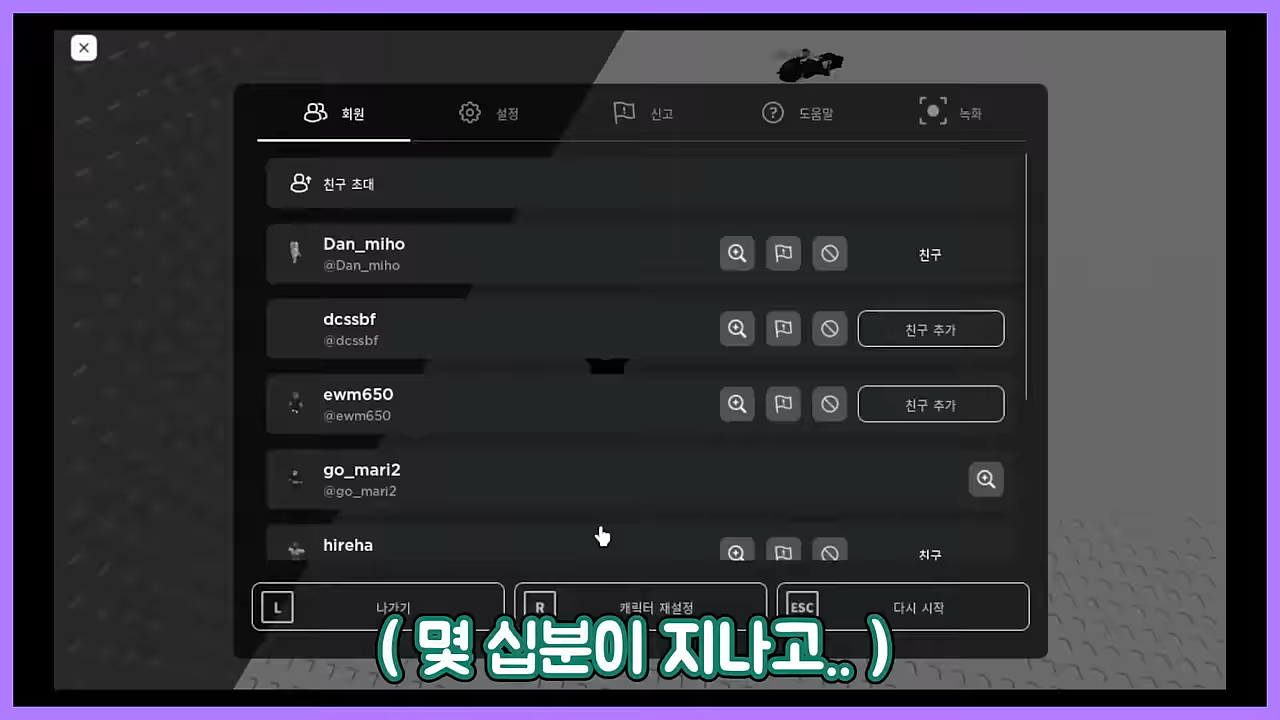 회원
설정
신고
도움말
녹화
친구 초대
Dan_miho
@Dan_miho
친구
dcssbf
@dcssbf
친구 추가
ewm650
@ewm650
친구 추가
go_mari2
@go_mari2
hireha
친구
L 나가기
R 캐릭터 재설정
ESC 다시 시작
( 몇 십분이 지나고.. )